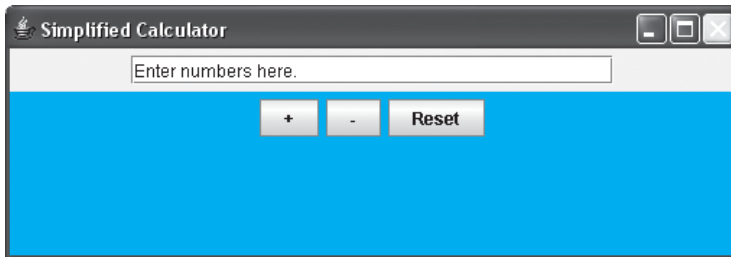 Simplified Calculator
Enter numbers here.
+ - Reset